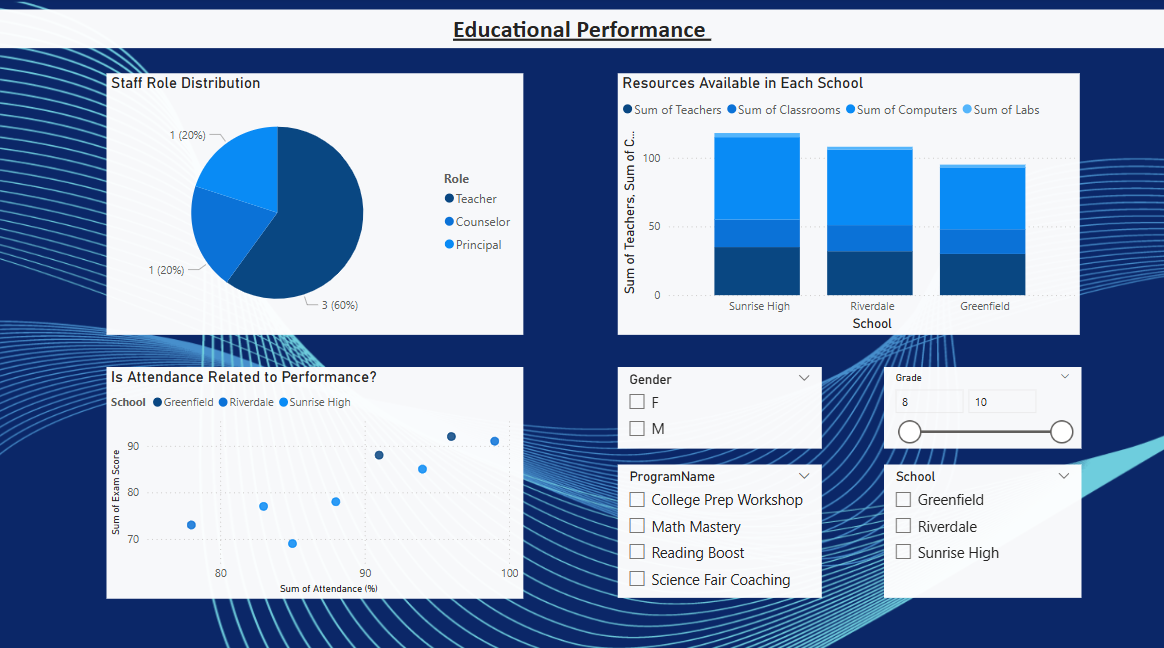 Educational Performance
Staff Role Distribution
1 (20%)
1 (20%)
3 (60%)
Role
Teacher
Counselor
Principal
Resources Available in Each School
Sum of Teachers Sum of Classrooms Sum of Computers Sum of Labs
Sum of Teachers, Sum of C...
100
50
0
Sunrise High Riverdale Greenfield
School
Is Attendance Related to Performance?
School Greenfield Riverdale Sunrise High
Sum of Exam Score
90
80
70
80 90 100
Sum of Attendance (%)
Gender
F
M
Grade
8 10
ProgramName
College Prep Workshop
Math Mastery
Reading Boost
Science Fair Coaching
School
Greenfield
Riverdale
Sunrise High